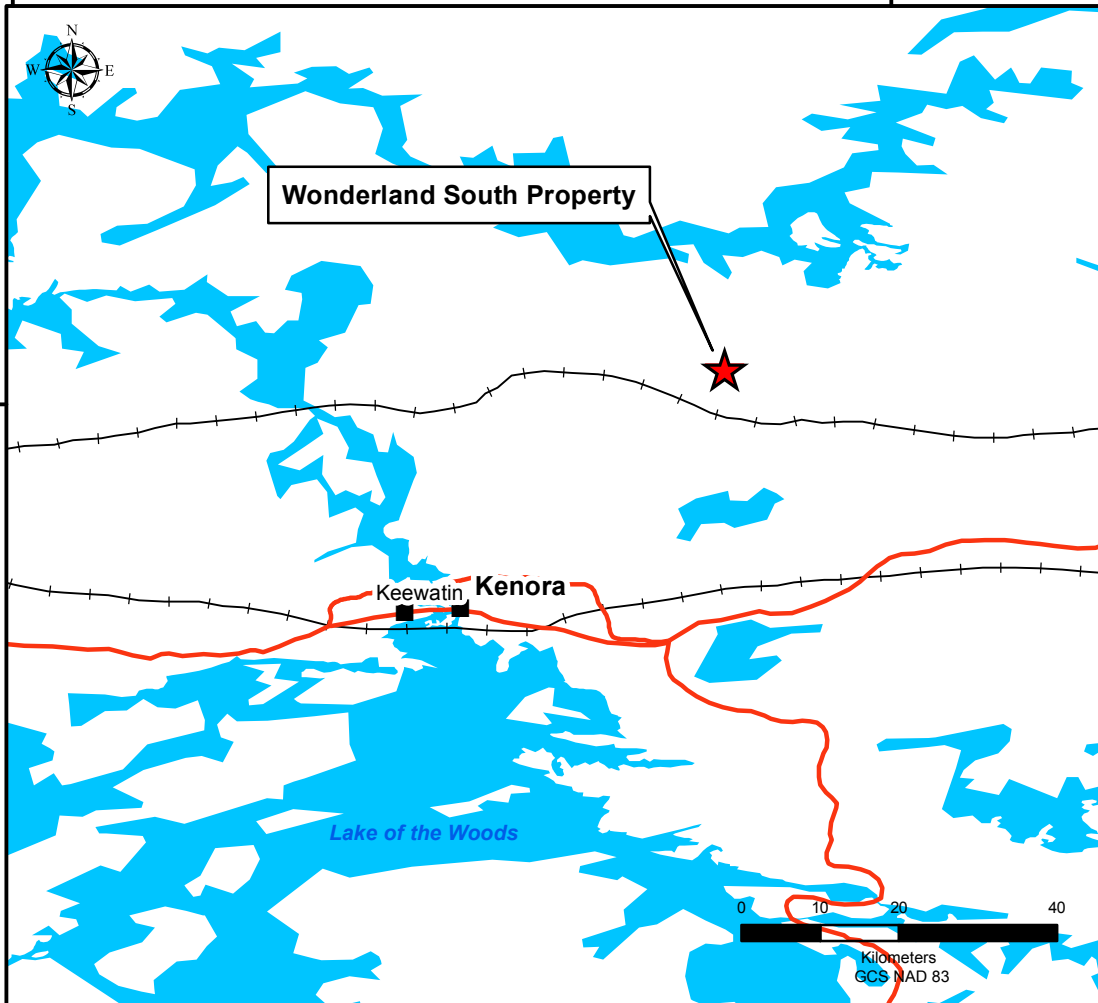 N
W E
S
Wonderland South Property
Keewatin Kenora
Lake of the Woods
0 10 20 40
Kilometers
GCS NAD 83